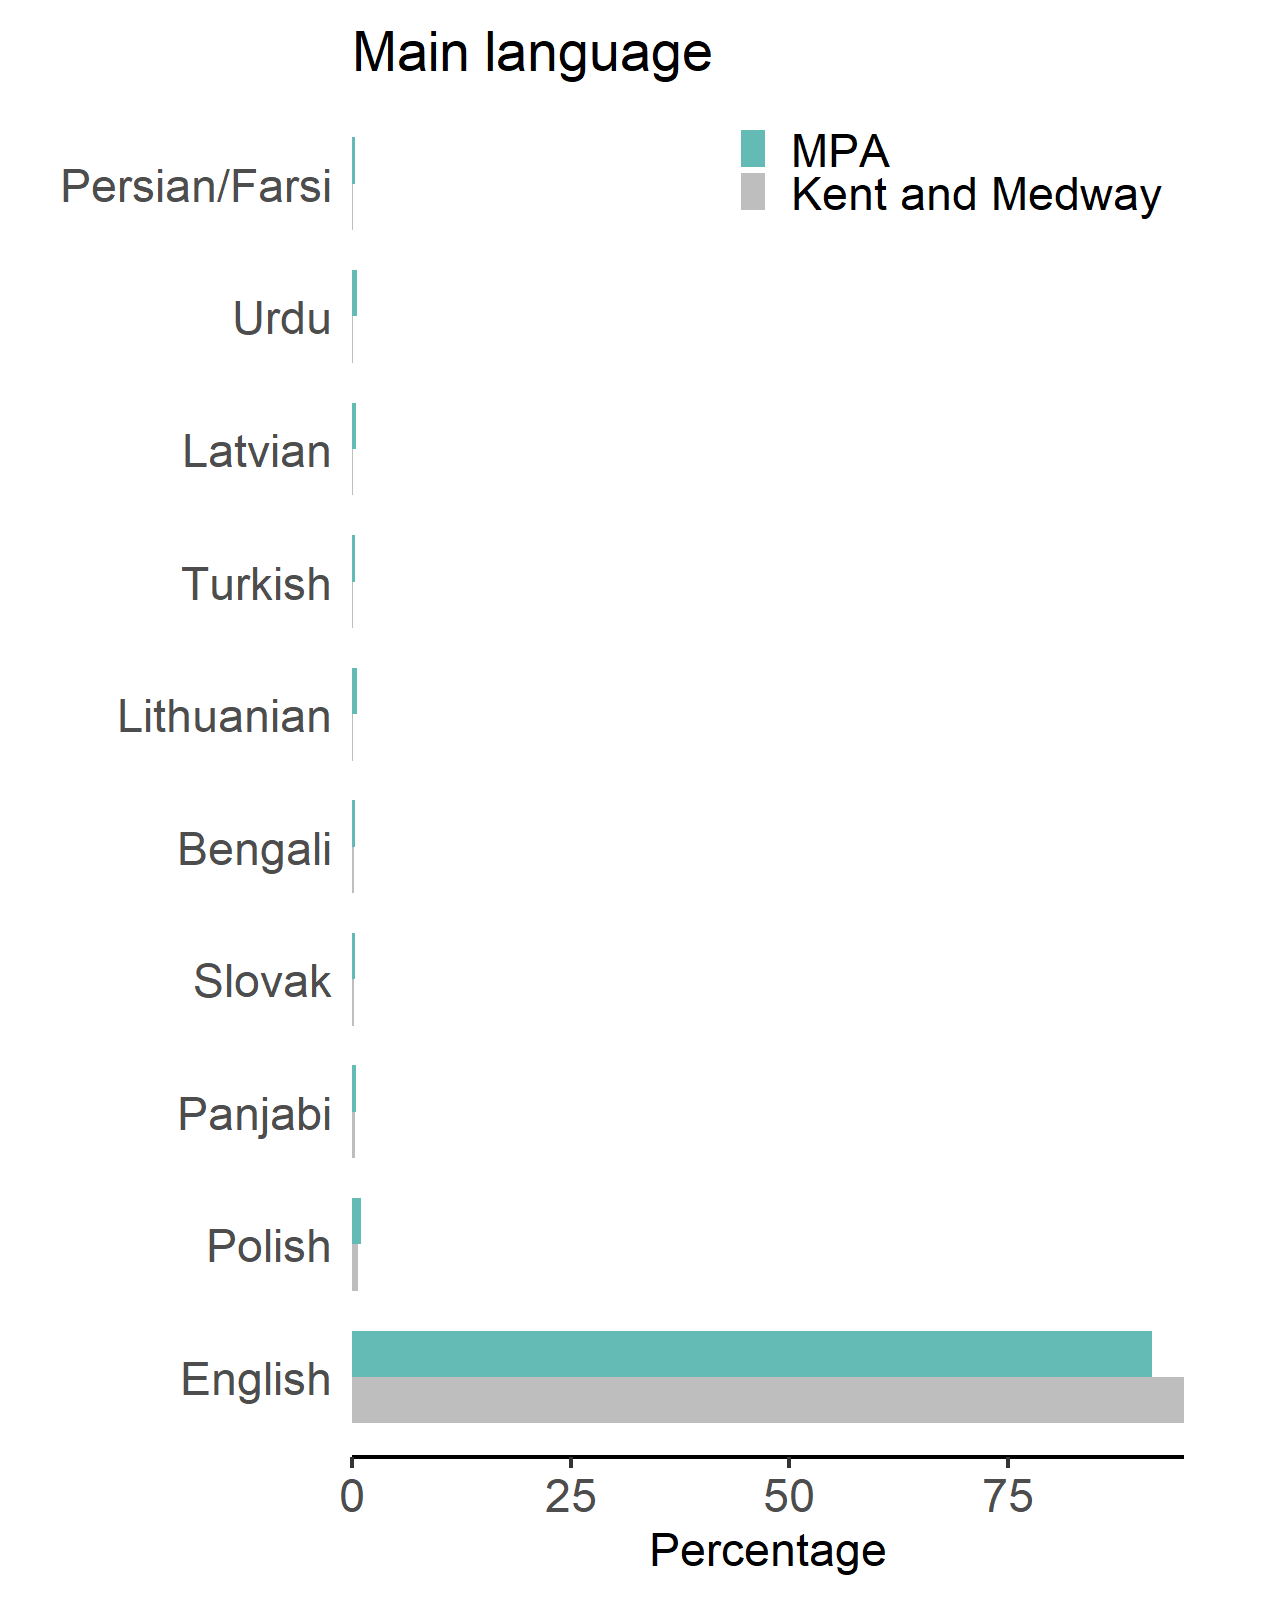 Main language
MPA
Kent and Medway
Persian/Farsi
Urdu
Latvian
Turkish
Lithuanian
Bengali
Slovak
Panjabi
Polish
English
0 25 50 75
Percentage